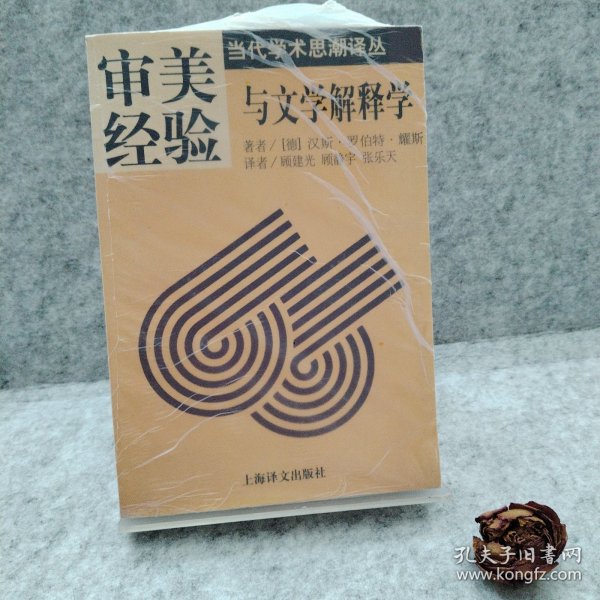 当代学术思潮译丛
审美
经验
与文学解释学
著者/[德]汉斯·罗伯特·耀斯
译者/顾建光 顾静宇 张乐天
上海译文出版社
孔夫子旧书网
www.kongfz.com